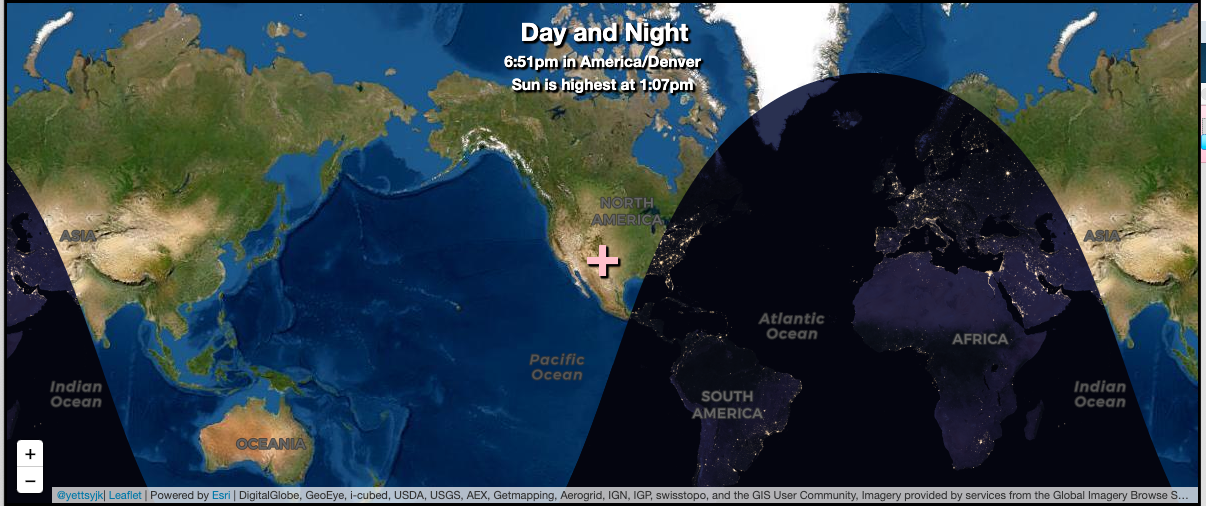 Day and Night
6:51pm in America/Denver
Sun is highest at 1:07pm
NORTH
AMERICA
ASIA
ASIA
Atlantic
Ocean
AFRICA
Pacific
Ocean
Indian
Ocean
Indian
Ocean
SOUTH
AMERICA
OCEANIA
+
−
@yettsyjk| Leaflet | Powered by Esri | DigitalGlobe, GeoEye, i-cubed, USDA, USGS, AEX, Getmapping, Aerogrid, IGN, IGP, swisstopo, and the GIS User Community, Imagery provided by services from the Global Imagery Browse S...